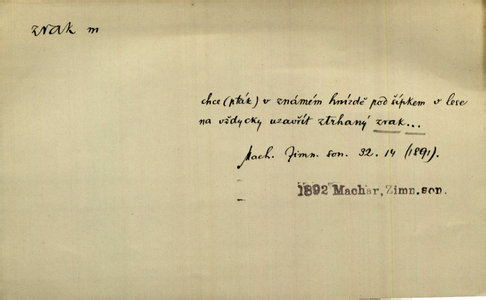 zrak m
chce (pták) v známém hnízdě pod šípkem v lese
na vždycky uzavřít ztrhaný zrak...
Mach. Zimn. son. 32. 14 (1891).
1892 Machar, Zimn. son.